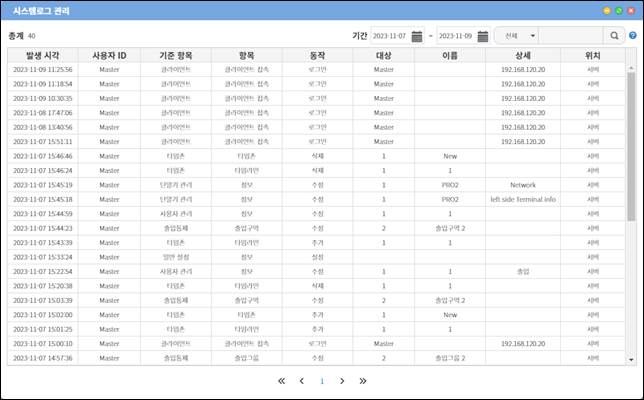 시스템로그 관리
총계 40 기간 2023-11-07 ~ 2023-11-09 전체
발생 시각 사용자 ID 기준 항목 항목 동작 대상 이름 상세 위치
2023-11-09 11:25:56 Master 클라이언트 클라이언트 접속 로그인 Master 192.168.120.20 서버
2023-11-09 11:18:54 Master 클라이언트 클라이언트 접속 로그인 Master 192.168.120.20 서버
2023-11-09 10:30:35 Master 클라이언트 클라이언트 접속 로그인 Master 192.168.120.20 서버
2023-11-08 17:47:06 Master 클라이언트 클라이언트 접속 로그인 Master 192.168.120.20 서버
2023-11-08 13:40:56 Master 클라이언트 클라이언트 접속 로그인 Master 192.168.120.20 서버
2023-11-07 15:51:11 Master 클라이언트 클라이언트 접속 로그인 Master 192.168.120.20 서버
2023-11-07 15:46:46 Master 타임존 타임존 삭제 1 New 서버
2023-11-07 15:46:24 Master 타임존 타임라인 삭제 1 1 서버
2023-11-07 15:45:19 Master 단말기 관리 정보 수정 1 PRO2 Network 서버
2023-11-07 15:45:18 Master 단말기 관리 정보 수정 1 PRO2 left side Terminal info 서버
2023-11-07 15:44:59 Master 사용자 관리 정보 수정 1 1 서버
2023-11-07 15:44:23 Master 출입통제 출입구역 수정 2 출입구역 2 서버
2023-11-07 15:43:39 Master 타임존 타임라인 추가 1 1 서버
2023-11-07 15:33:24 Master 일반 설정 정보 설정 서버
2023-11-07 15:22:54 Master 사용자 관리 정보 수정 1 1 출입 서버
2023-11-07 15:20:38 Master 타임존 타임라인 삭제 1 1 서버
2023-11-07 15:03:39 Master 출입통제 출입구역 수정 2 출입구역 2 서버
2023-11-07 15:02:00 Master 타임존 타임존 추가 1 New 서버
2023-11-07 15:01:25 Master 타임존 타임라인 추가 1 1 서버
2023-11-07 15:00:10 Master 클라이언트 클라이언트 접속 로그인 Master 192.168.120.20 서버
2023-11-07 14:57:36 Master 출입통제 출입그룹 수정 2 출입그룹 2 서버
1